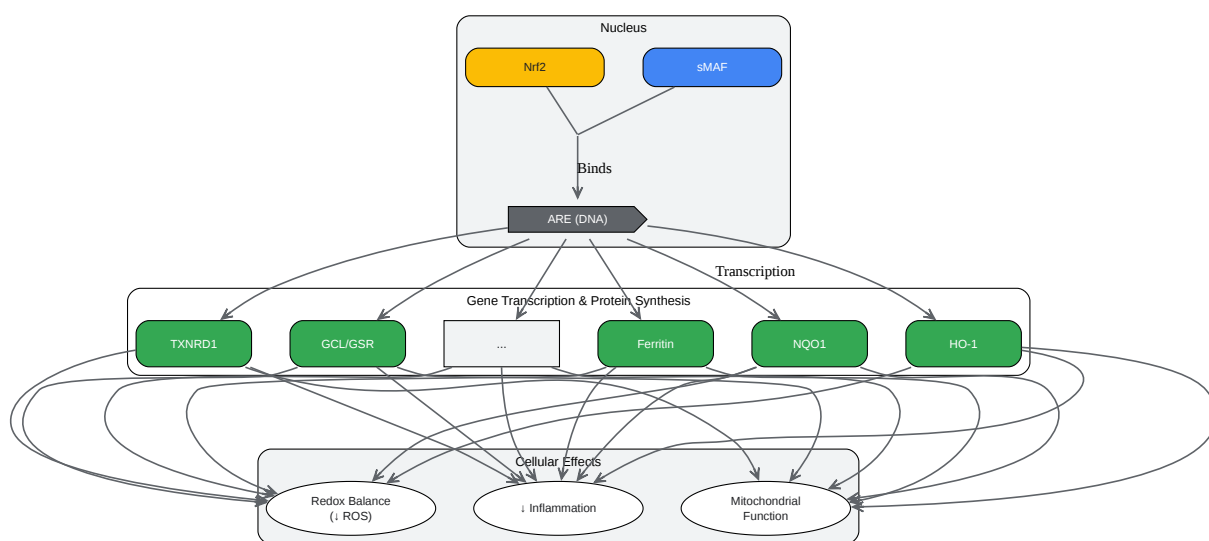 Nucleus
Nrf2
sMAF
Binds
ARE (DNA)
Transcription
Gene Transcription & Protein Synthesis
TXNRD1
GCL/GSR
...
Ferritin
NQO1
HO-1
Cellular Effects
Redox Balance
(↓ ROS)
↓ Inflammation
Mitochondrial
Function